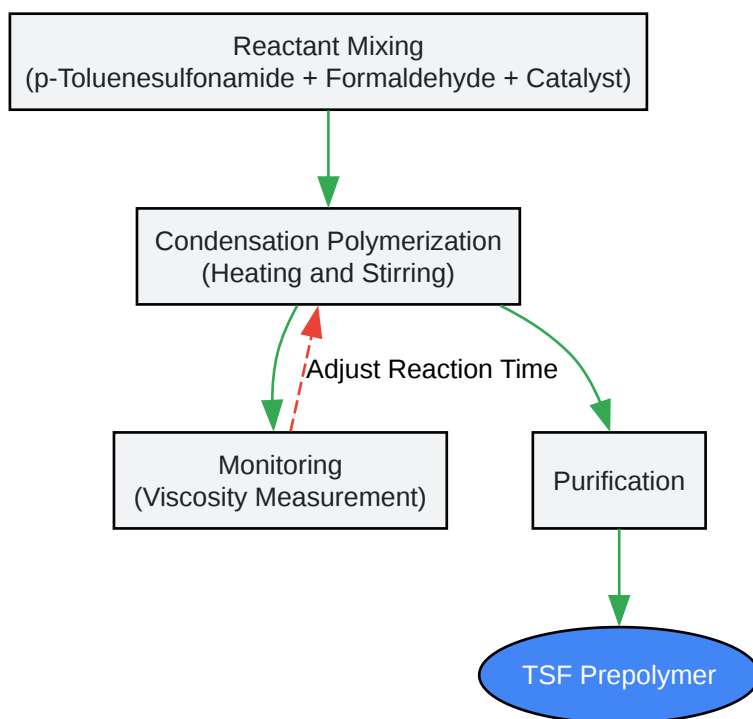 Reactant Mixing
(p-Toluenesulfonamide + Formaldehyde + Catalyst)
Condensation Polymerization
(Heating and Stirring)
Adjust Reaction Time
Monitoring
(Viscosity Measurement)
Purification
TSF Prepolymer